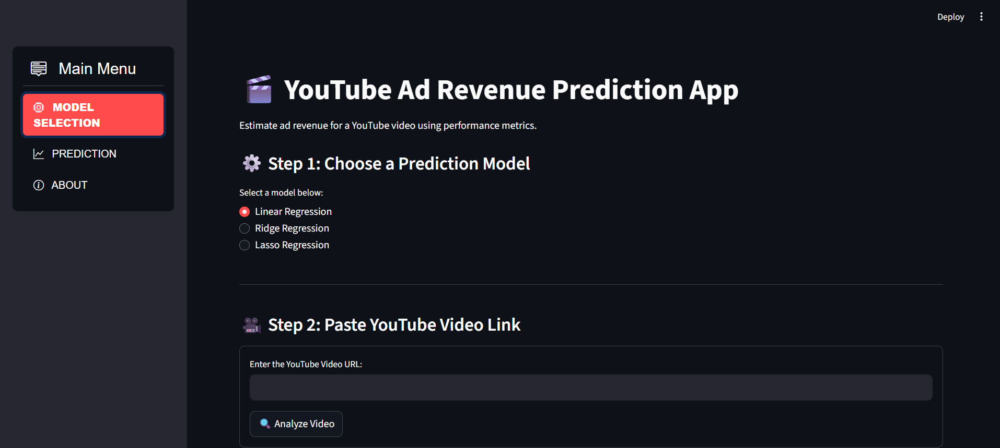 Deploy
Main Menu
MODEL
SELECTION
PREDICTION
ABOUT
YouTube Ad Revenue Prediction App
Estimate ad revenue for a YouTube video using performance metrics.
Step 1: Choose a Prediction Model
Select a model below:
Linear Regression
Ridge Regression
Lasso Regression
Step 2: Paste YouTube Video Link
Enter the YouTube Video URL:
Analyze Video